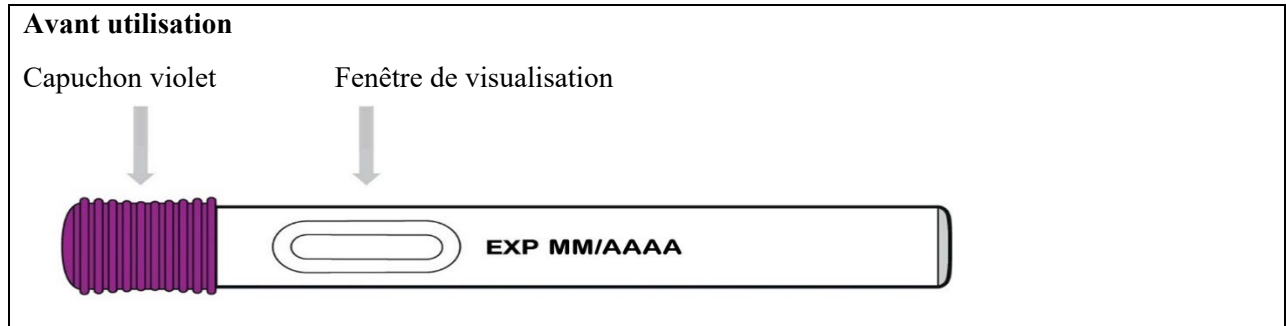 Avant utilisation
Capuchon violet Fenêtre de visualisation
EXP MM/AAAA